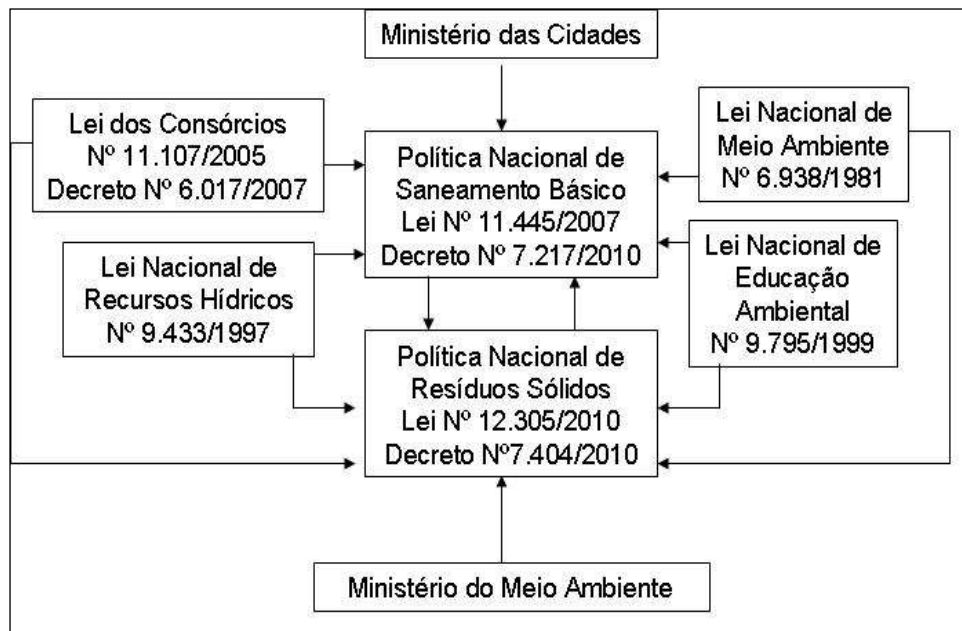 Ministério das Cidades
Lei dos Consórcios
Nº 11.107/2005
Decreto Nº 6.017/2007
Política Nacional de
Saneamento Básico
Lei Nº 11.445/2007
Decreto Nº 7.217/2010
Lei Nacional de
Meio Ambiente
Nº 6.938/1981
Lei Nacional de
Recursos Hídricos
Nº 9.433/1997
Lei Nacional de
Educação
Ambiental
Nº 9.795/1999
Política Nacional de
Resíduos Sólidos
Lei Nº 12.305/2010
Decreto Nº7.404/2010
Ministério do Meio Ambiente